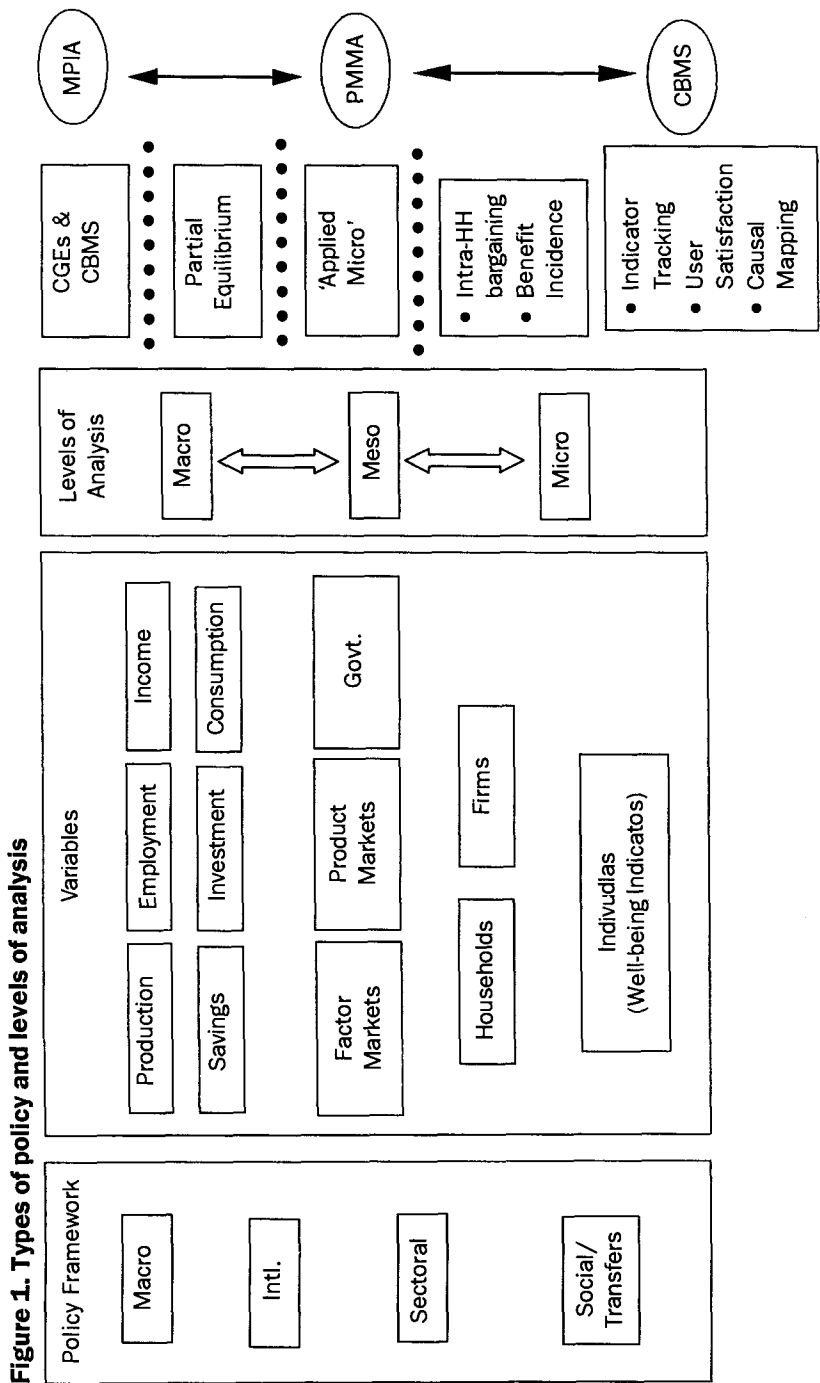 Figure 1. Types of policy and levels of analysis
Policy Framework
Macro
Intl.
Sectoral
Social/
Transfers
Variables
Production
Employment
Income
Savings
Investment
Consumption
Factor
Markets
Product
Markets
Govt.
Households
Firms
Indivudlas
(Well-being Indicatos)
Levels of
Analysis
Macro
Meso
Micro
CGEs &
CBMS
Partial
Equilibrium
'Applied
Micro'
• Intra-HH
bargaining
• Benefit
Incidence
• Indicator
Tracking
• User
Satisfaction
• Causal
Mapping
MPIA
PMMA
CBMS